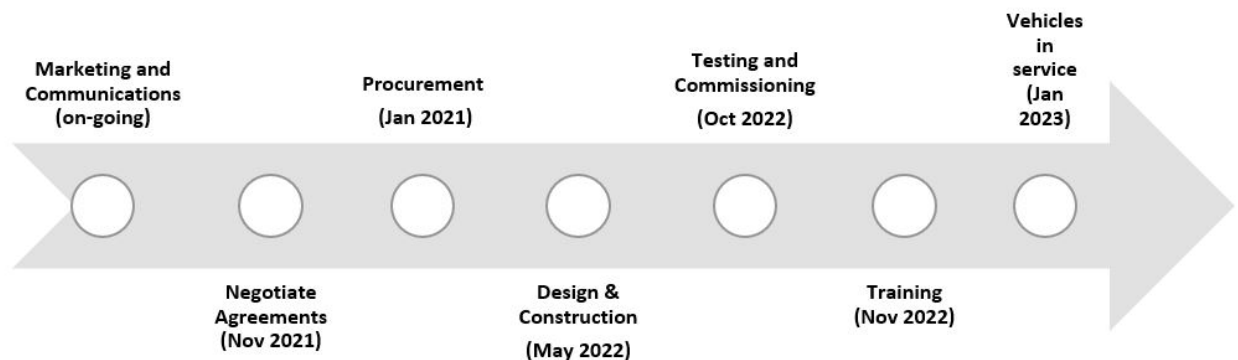 Marketing and
Communications
(on-going)
Negotiate
Agreements
(Nov 2021)
Procurement
(Jan 2021)
Design &
Construction
(May 2022)
Testing and
Commissioning
(Oct 2022)
Training
(Nov 2022)
Vehicles
in
service
(Jan
2023)